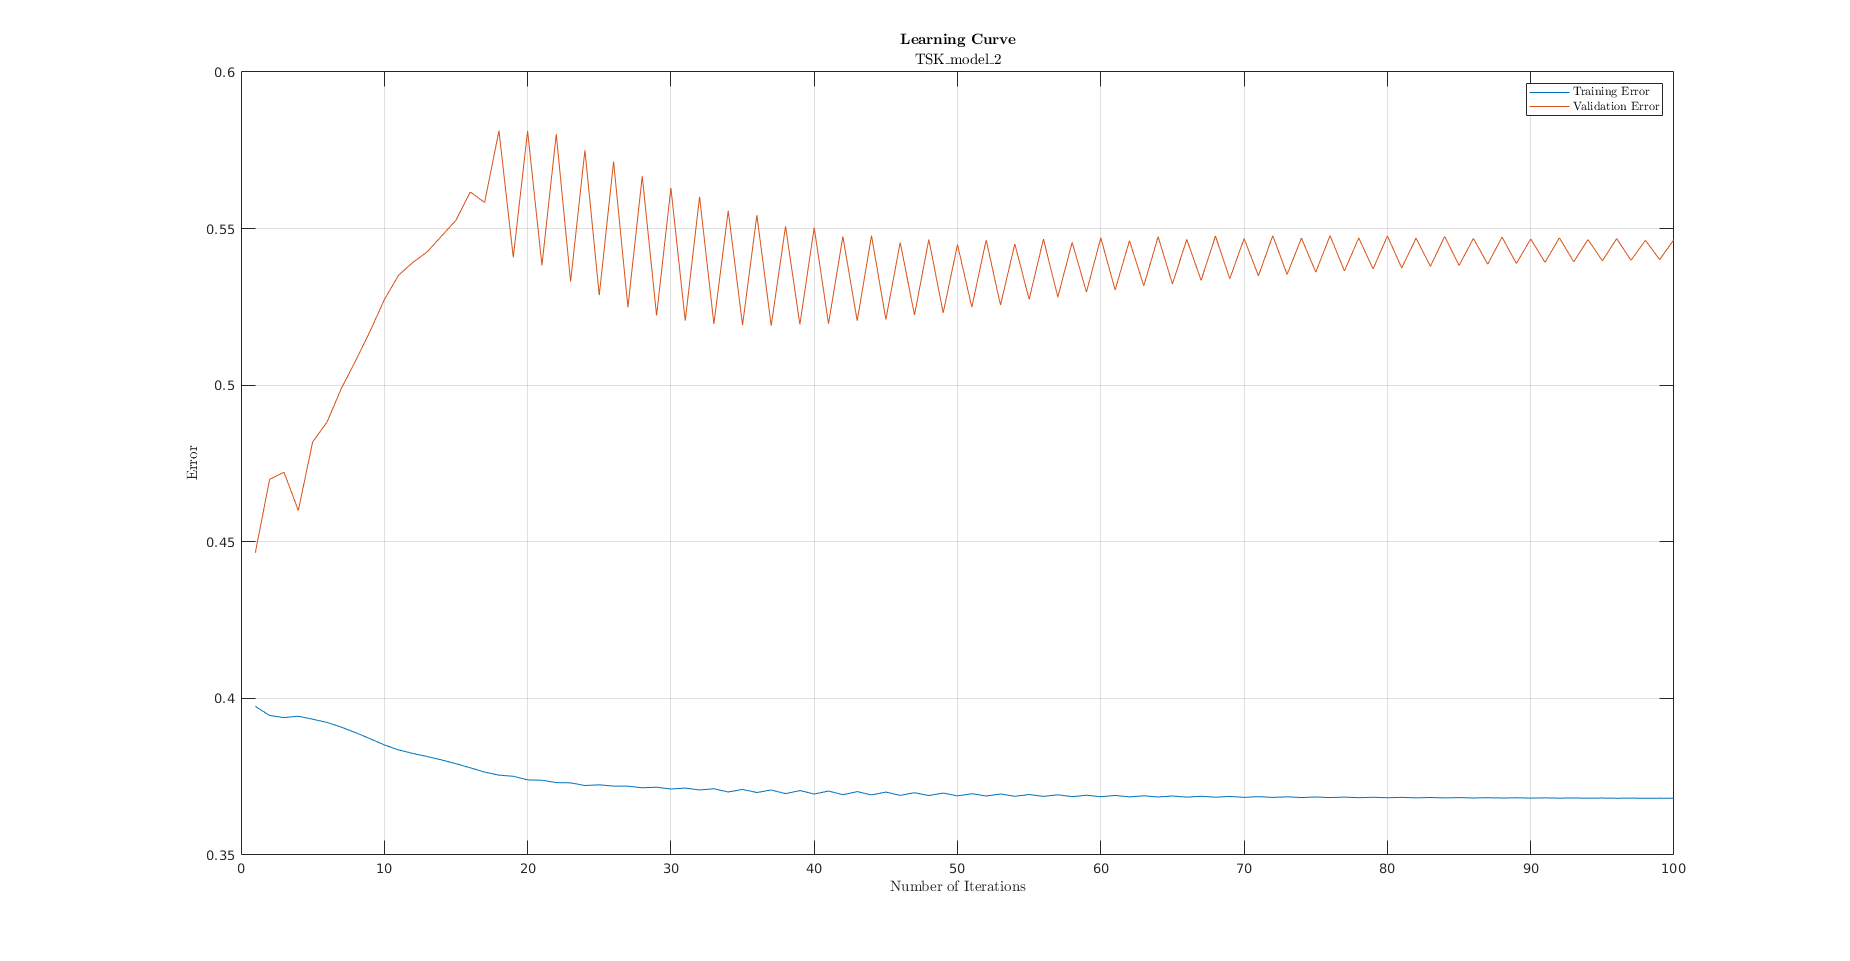 Learning Curve
TSK_model_2
Training Error
Validation Error
0.6
0.55
0.5
0.45
0.4
0.35
Error
0 10 20 30 40 50 60 70 80 90 100
Number of Iterations